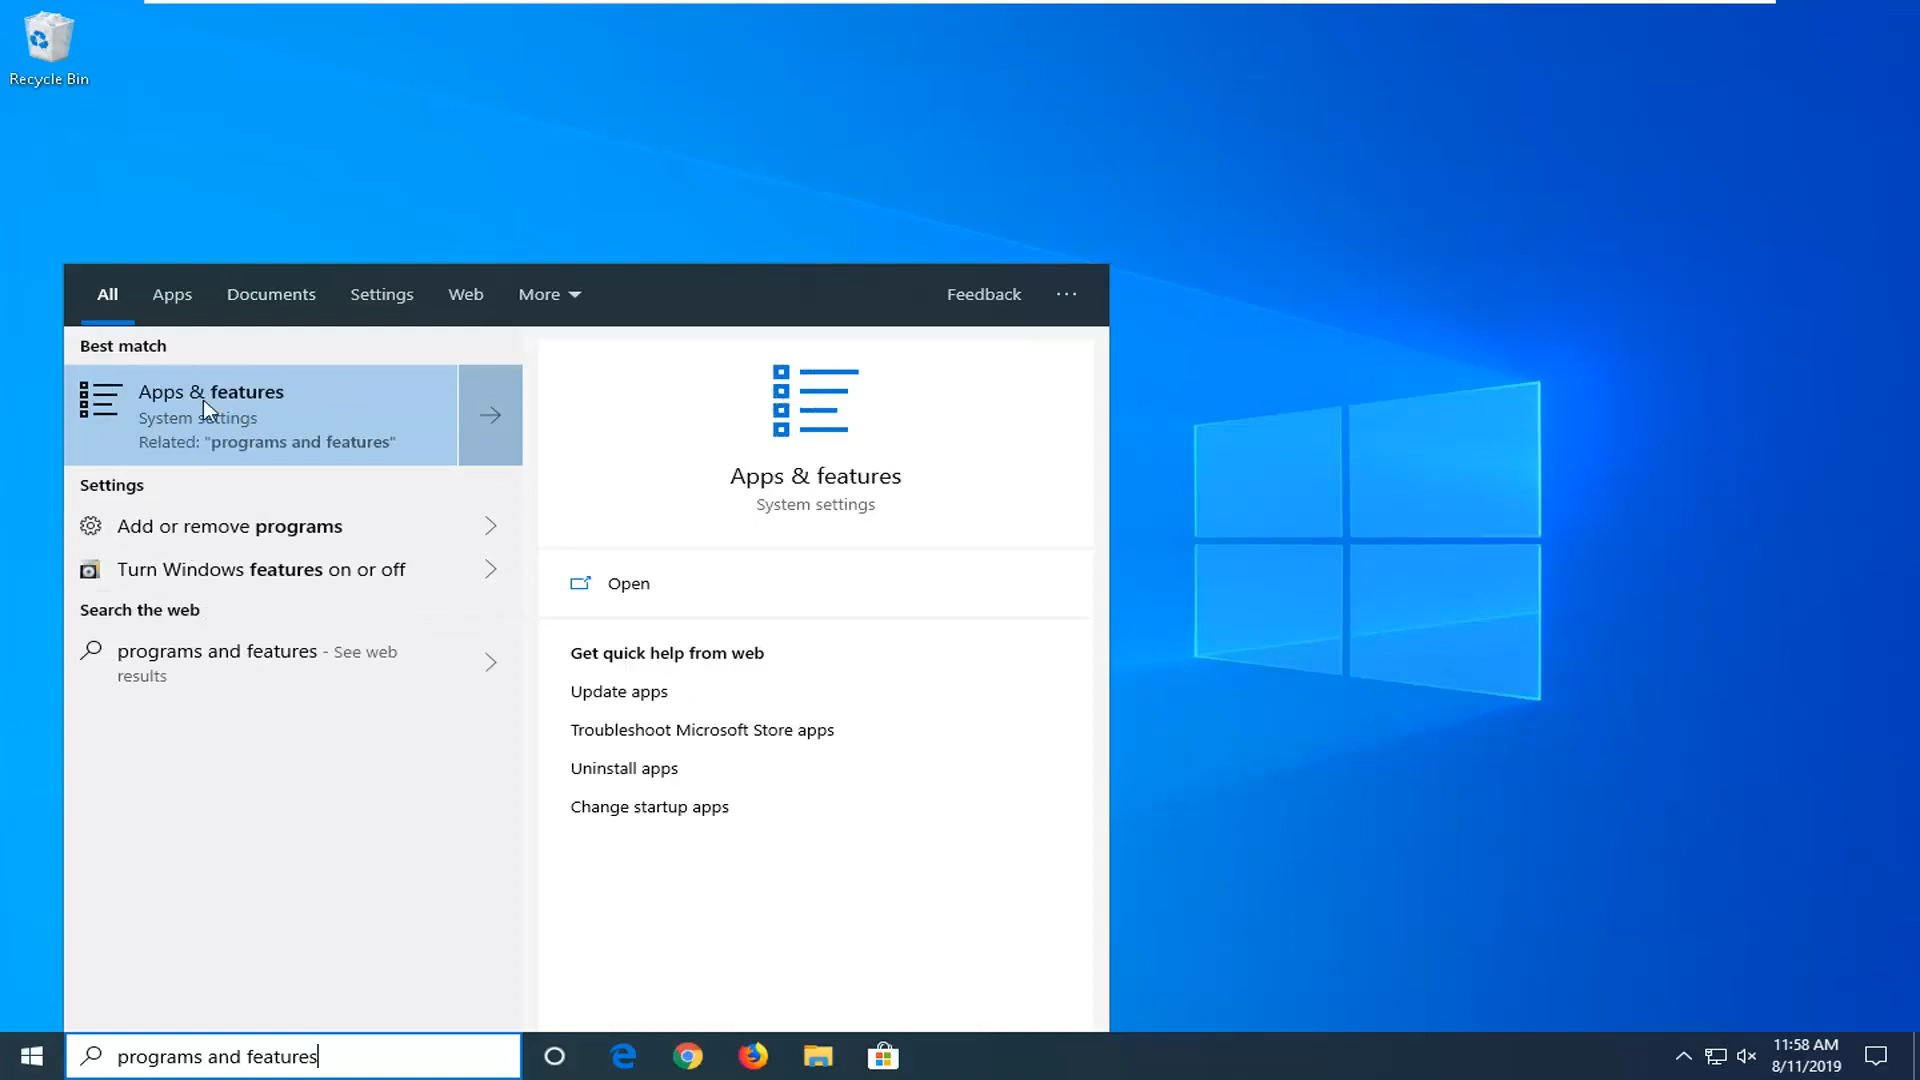 Recycle Bin
All
Apps
Documents
Settings
Web
More
Feedback
Best match
Apps & features
System settings
Related: "programs and features"
Settings
Add or remove programs
Turn Windows features on or off
Search the web
programs and features - See web
results
Apps & features
System settings
Open
Get quick help from web
Update apps
Troubleshoot Microsoft Store apps
Uninstall apps
Change startup apps
programs and features
11:58 AM
8/11/2019